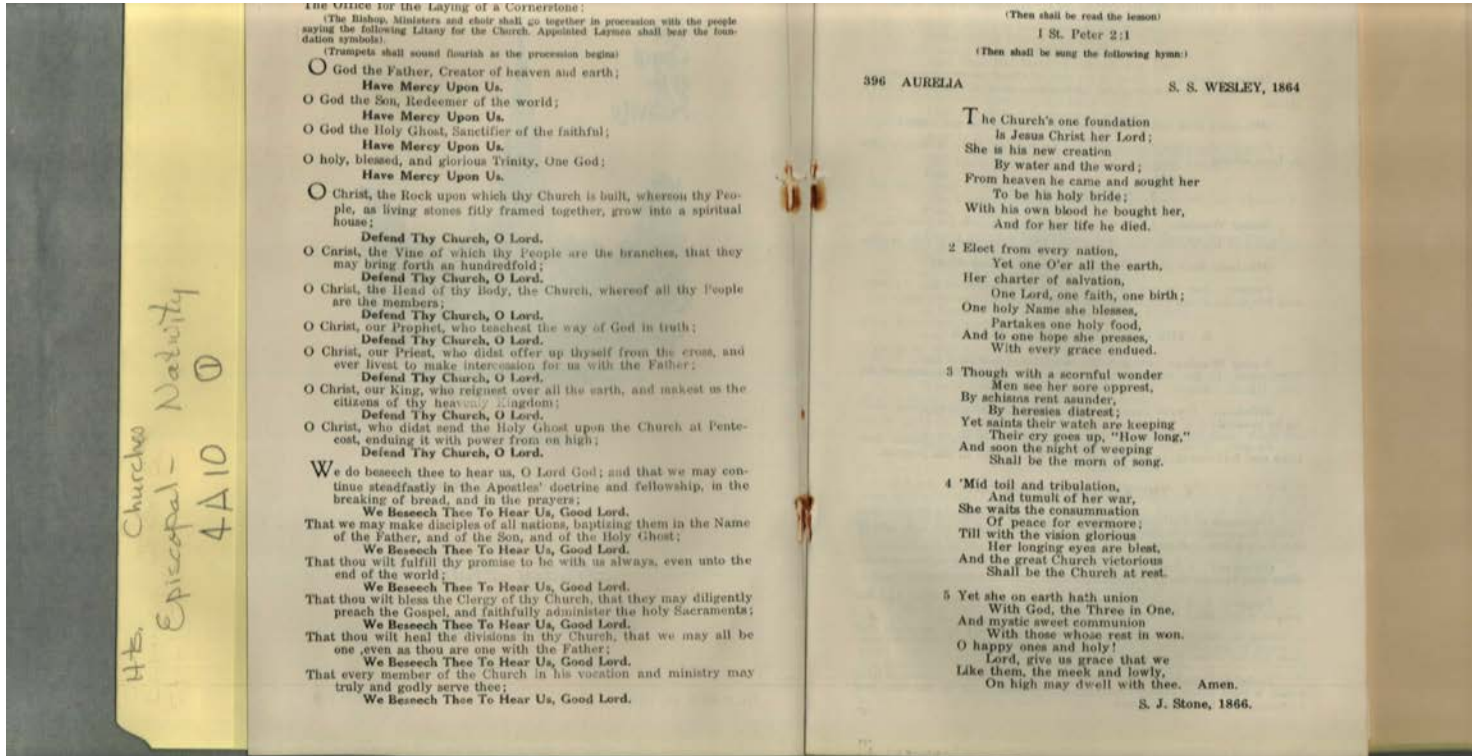 Hts. Churches
Episcopal - Nativity
4A10 ①
The Office for the Laying of a Cornerstone:
(The Bishop, Ministers and choir shall go together in procession with the people
saying the following Litany for the Church. Appointed Laymen shall bear the foun-
dation symbols).
(Trumpets shall sound flourish as the procession begins)
O God the Father, Creator of heaven and earth;
Have Mercy Upon Us.
O God the Son, Redeemer of the world;
Have Mercy Upon Us.
O God the Holy Ghost, Sanctifier of the faithful;
Have Mercy Upon Us.
O holy, blessed, and glorious Trinity, One God;
Have Mercy Upon Us.
O Christ, the Rock upon which thy Church is built, whereon thy Peo-
ple, as living stones fitly framed together, grow into a spiritual
house;
Defend Thy Church, O Lord.
O Christ, the Vine of which thy People are the branches, that they
may bring forth an hundredfold;
Defend Thy Church, O Lord.
O Christ, the Head of thy Body, the Church, whereof all thy People
are the members;
Defend Thy Church, O Lord.
O Christ, our Prophet, who teachest the way of God in truth;
Defend Thy Church, O Lord.
O Christ, our Priest, who didst offer up thyself from the cross, and
ever livest to make intercession for us with the Father;
Defend Thy Church, O Lord.
O Christ, our King, who reignest over all the earth, and makest us the
citizens of thy heavenly Kingdom;
Defend Thy Church, O Lord.
O Christ, who didst send the Holy Ghost upon the Church at Pente-
cost, enduing it with power from on high;
Defend Thy Church, O Lord.
We do beseech thee to hear us, O Lord God; and that we may con-
tinue steadfastly in the Apostles' doctrine and fellowship, in the
breaking of bread, and in the prayers;
We Beseech Thee To Hear Us, Good Lord.
That we may make disciples of all nations, baptizing them in the Name
of the Father, and of the Son, and of the Holy Ghost;
We Beseech Thee To Hear Us, Good Lord.
That thou wilt fulfill thy promise to be with us always, even unto the
end of the world;
We Beseech Thee To Hear Us, Good Lord.
That thou wilt bless the Clergy of thy Church, that they may diligently
preach the Gospel, and faithfully administer the holy Sacraments;
We Beseech Thee To Hear Us, Good Lord.
That thou wilt heal the divisions in thy Church, that we may all be
one ,even as thou are one with the Father;
We Beseech Thee To Hear Us, Good Lord.
That every member of the Church in his vocation and ministry may
truly and godly serve thee;
We Beseech Thee To Hear Us, Good Lord.
(Then shall be read the lesson)
I St. Peter 2:1
(Then shall be sung the following hymn:)
396 AURELIA S. S. WESLEY, 1864
The Church's one foundation
Is Jesus Christ her Lord;
She is his new creation
By water and the word;
From heaven he came and sought her
To be his holy bride;
With his own blood he bought her,
And for her life he died.
2 Elect from every nation,
Yet one O'er all the earth,
Her charter of salvation,
One Lord, one faith, one birth;
One holy Name she blesses,
Partakes one holy food,
And to one hope she presses,
With every grace endued.
3 Though with a scornful wonder
Men see her sore opprest,
By schisms rent asunder,
By heresies distrest;
Yet saints their watch are keeping
Their cry goes up, "How long,"
And soon the night of weeping
Shall be the morn of song.
4 'Mid toil and tribulation,
And tumult of her war,
She waits the consummation
Of peace for evermore;
Till with the vision glorious
Her longing eyes are blest,
And the great Church victorious
Shall be the Church at rest.
5 Yet she on earth hath union
With God, the Three in One,
And mystic sweet communion
With those whose rest in won.
O happy ones and holy!
Lord, give us grace that we
Like them, the meek and lowly,
On high may dwell with thee. Amen.
S. J. Stone, 1866.